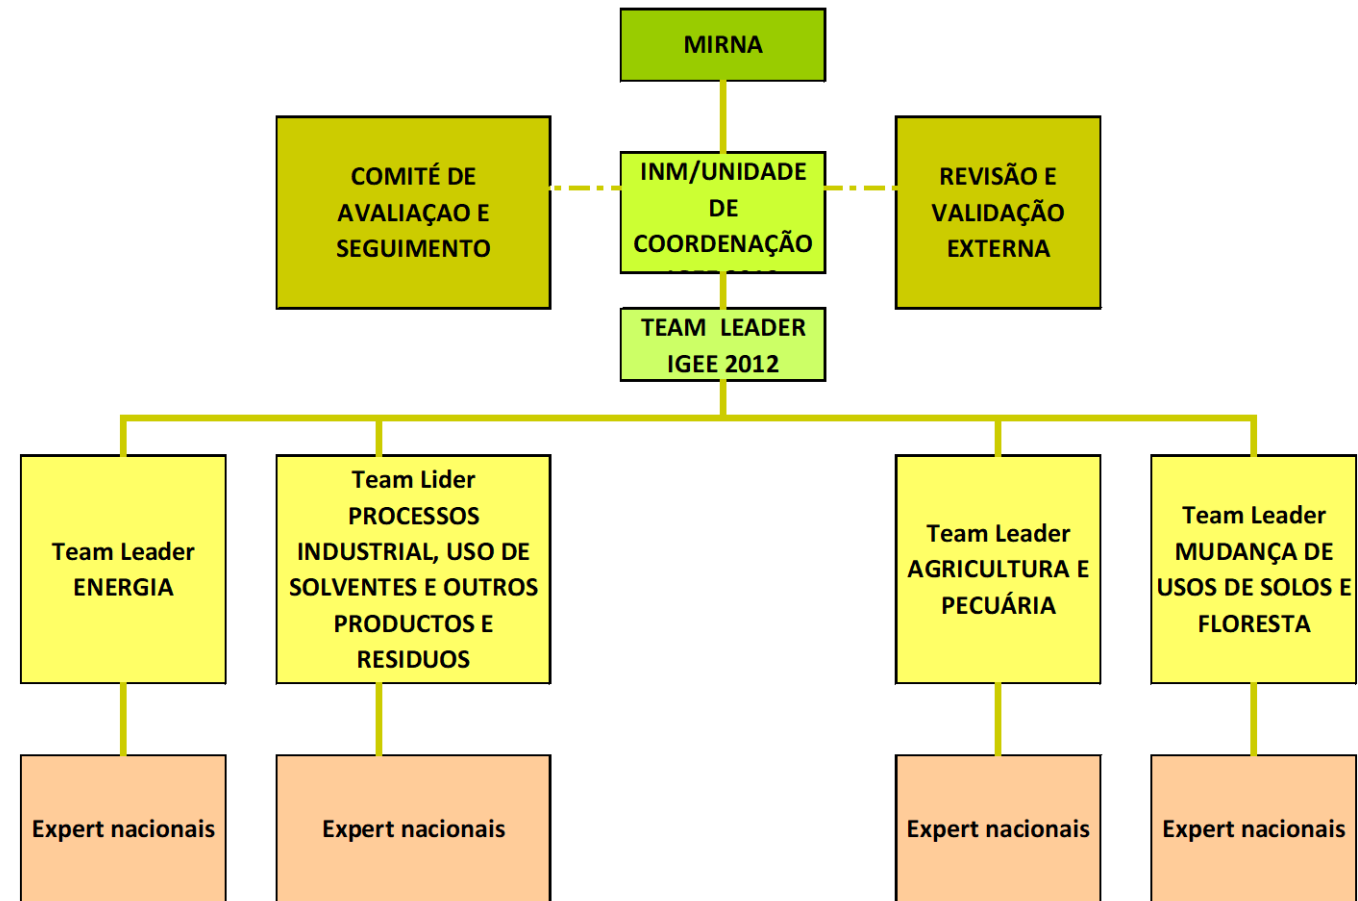 MIRNA
COMITÉ DE
AVALIAÇAO E
SEGUIMENTO
INM/UNIDADE
DE
COORDENAÇÃO
REVISÃO E
VALIDAÇÃO
EXTERNA
TEAM LEADER
IGEE 2012
Team Leader
ENERGIA
Team Lider
PROCESSOS
INDUSTRIAL, USO DE
SOLVENTES E OUTROS
PRODUCTOS E
RESIDUOS
Team Leader
AGRICULTURA E
PECUÁRIA
Team Leader
MUDANÇA DE
USOS DE SOLOS E
FLORESTA
Expert nacionais
Expert nacionais
Expert nacionais
Expert nacionais